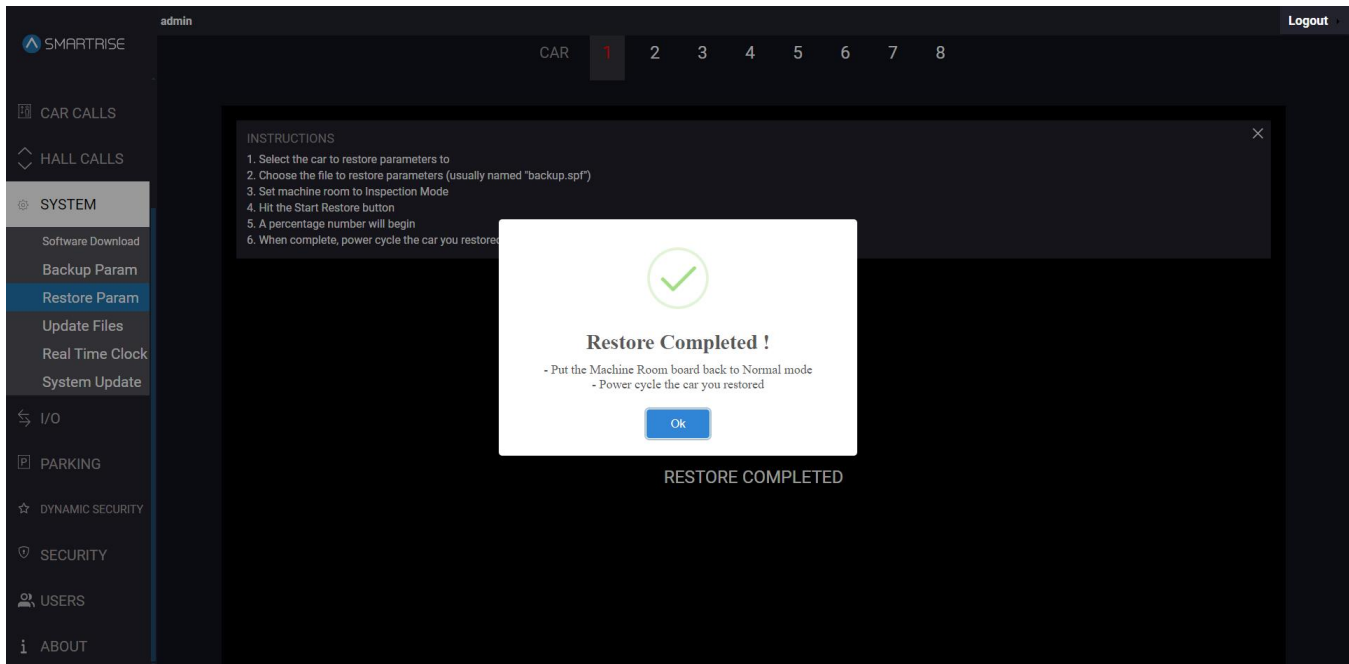 admin
Logout
SMARTRISE
CAR 1 2 3 4 5 6 7 8
CAR CALLS
HALL CALLS
SYSTEM
Software Download
Backup Param
Restore Param
Update Files
Real Time Clock
System Update
I/O
PARKING
DYNAMIC SECURITY
SECURITY
USERS
ABOUT
INSTRUCTIONS
1. Select the car to restore parameters to
2. Choose the file to restore parameters (usually named "backup.spf")
3. Set machine room to Inspection Mode
4. Hit the Start Restore button
5. A percentage number will begin
6. When complete, power cycle the car you restored
Restore Completed !
- Put the Machine Room board back to Normal mode
- Power cycle the car you restored
Ok
RESTORE COMPLETED